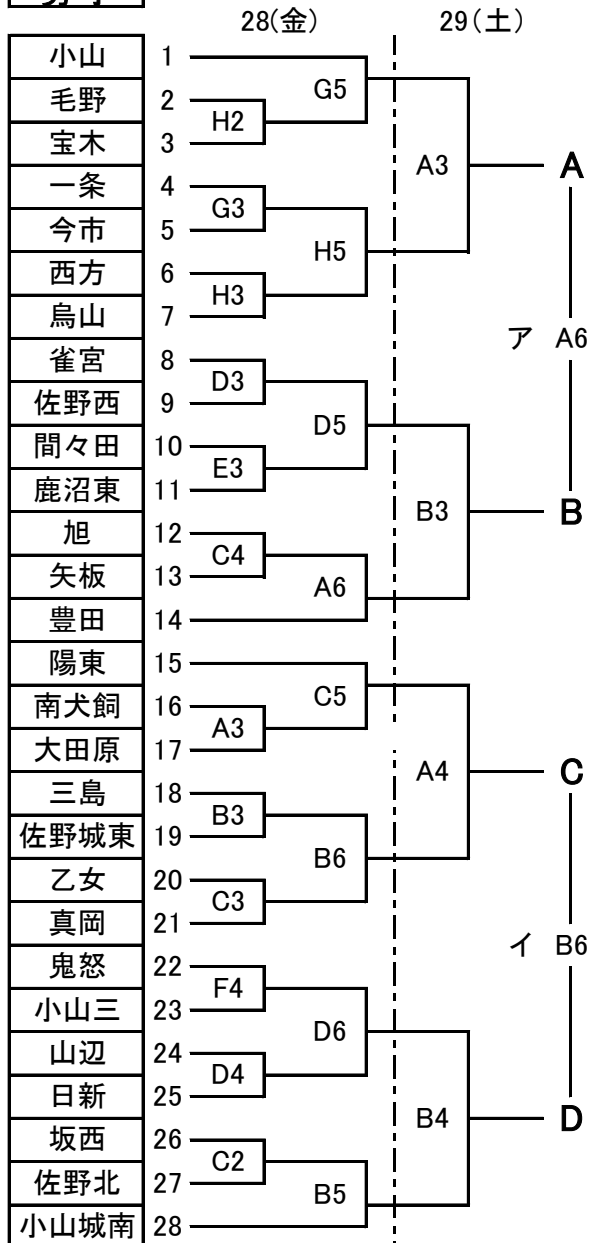 28(金) 29(土)
小山 1
毛野 2
宝木 3
一条 4
今市 5
西方 6
烏山 7
雀宮 8
佐野西 9
間々田 10
鹿沼東 11
旭 12
矢板 13
豊田 14
陽東 15
南犬飼 16
大田原 17
三島 18
佐野城東 19
乙女 20
真岡 21
鬼怒 22
小山三 23
山辺 24
日新 25
坂西 26
佐野北 27
小山城南 28
H2
G3
H3
D3
E3
C4
A3
B3
C3
F4
D4
C2
G5
H5
D5
A6
C5
B6
D6
B5
A3
B3
A4
B4
A
ア A6
B
C
イ B6
D